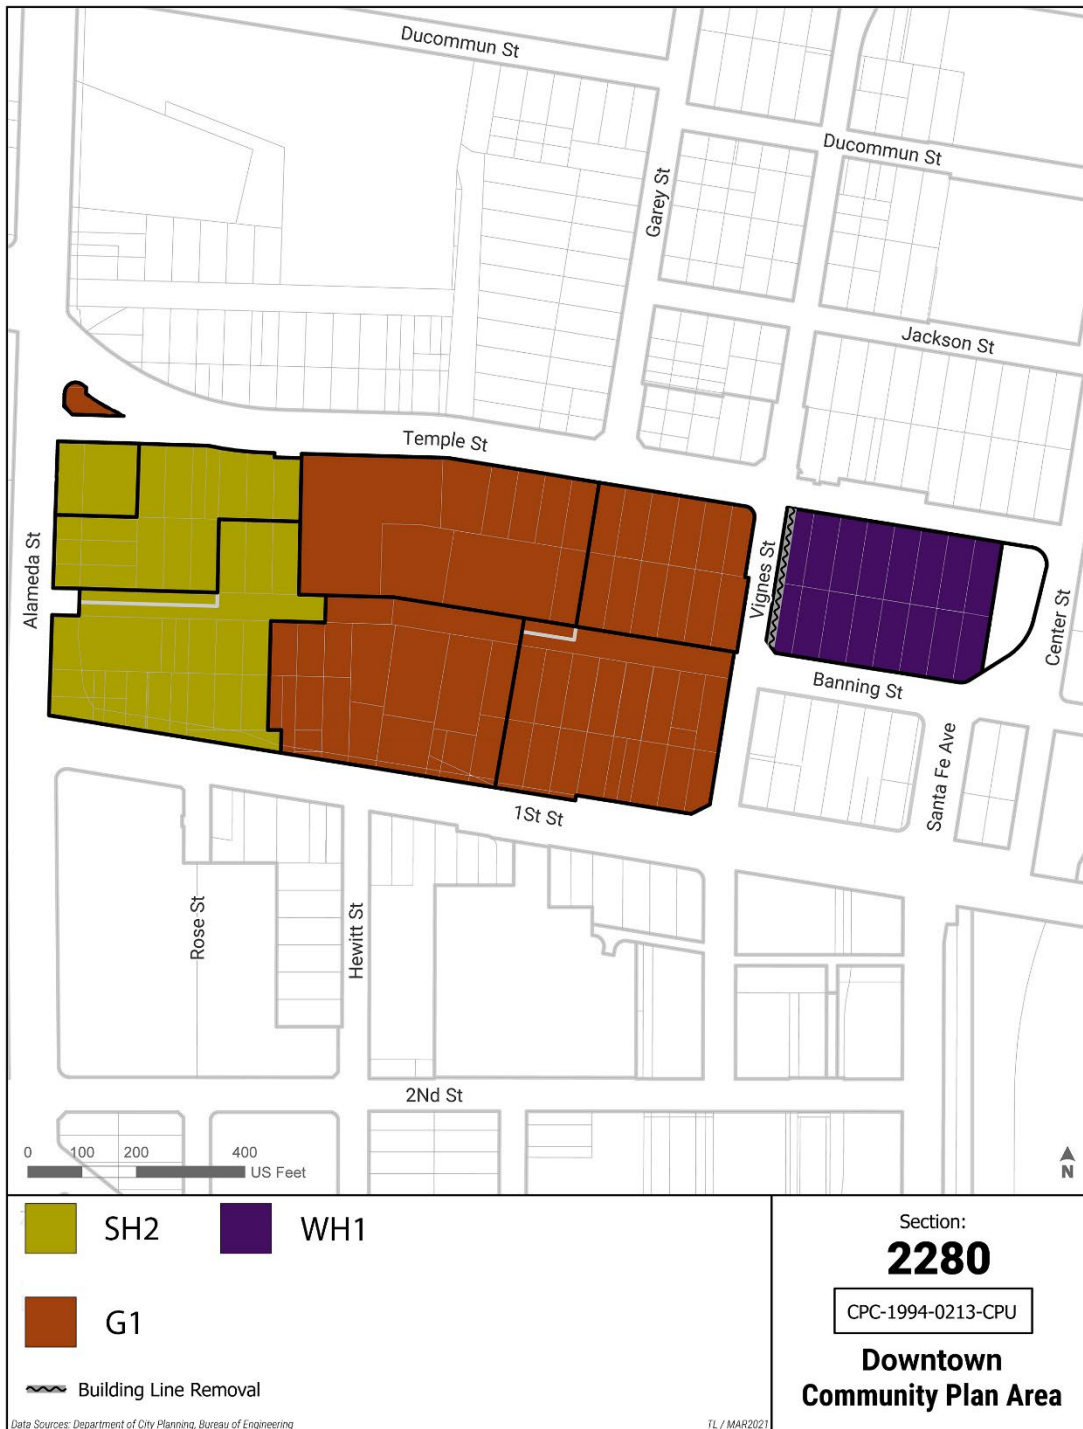 Ducommun St
Ducommun St
Garey St
Jackson St
Temple St
Alameda St
Vignes St
Center St
Banning St
Santa Fe Ave
1St St
Rose St
Hewitt St
2Nd St
0 100 200 400
US Feet
N
SH2
WH1
G1
Building Line Removal
Data Sources: Department of City Planning, Bureau of Engineering
TL / MAR2021
Section:
2280
CPC-1994-0213-CPU
Downtown
Community Plan Area